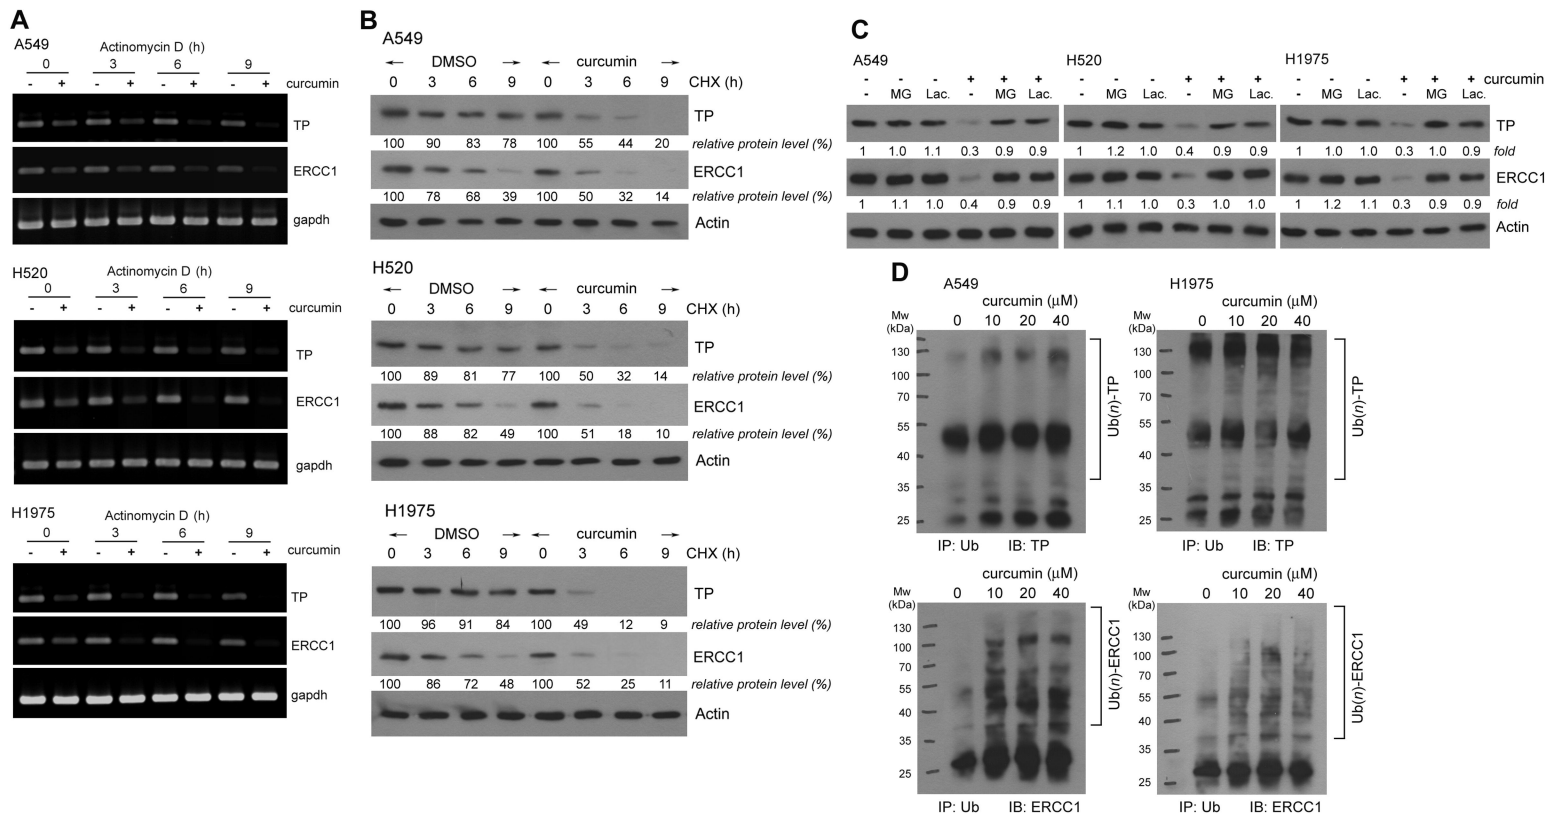 A
A549
Actinomycin D (h)
0 3 6 9
- + - + - + - + curcumin
TP
ERCC1
gapdh
H520
Actinomycin D (h)
0 3 6 9
- + - + - + - + curcumin
TP
ERCC1
gapdh
H1975
Actinomycin D (h)
0 3 6 9
- + - + - + - + curcumin
TP
ERCC1
gapdh
B
A549
← DMSO → ← curcumin →
0 3 6 9 0 3 6 9 CHX (h)
TP
100 90 83 78 100 55 44 20 relative protein level (%)
ERCC1
100 78 68 39 100 50 32 14 relative protein level (%)
Actin
H520
← DMSO → ← curcumin →
0 3 6 9 0 3 6 9 CHX (h)
TP
100 89 81 77 100 50 32 14 relative protein level (%)
ERCC1
100 88 82 49 100 51 18 10 relative protein level (%)
Actin
H1975
← DMSO → ← curcumin →
0 3 6 9 0 3 6 9 CHX (h)
TP
100 96 91 84 100 49 12 9 relative protein level (%)
ERCC1
100 86 72 48 100 52 25 11 relative protein level (%)
Actin
C
A549 H520 H1975
- - - + + + - - - + + + - - - + + + curcumin
- MG Lac. - MG Lac. - MG Lac. - MG Lac. - MG Lac. - MG Lac.
TP
1 1.0 1.1 0.3 0.9 0.9 1 1.2 1.0 0.4 0.9 0.9 1 1.0 1.0 0.3 1.0 0.9 fold
ERCC1
1 1.1 1.0 0.4 0.9 0.9 1 1.1 1.0 0.3 1.0 1.0 1 1.2 1.1 0.3 0.9 0.9 fold
Actin
D
A549
curcumin (µM)
Mw
(kDa)
0 10 20 40
130
100
70
55
40
35
25
Ub(n)-TP
IP: Ub IB: TP
H1975
curcumin (µM)
Mw
(kDa)
0 10 20 40
130
100
70
55
40
35
25
Ub(n)-TP
IP: Ub IB: TP
curcumin (µM)
Mw
(kDa)
0 10 20 40
130
100
70
55
40
35
25
Ub(n)-ERCC1
IP: Ub IB: ERCC1
curcumin (µM)
Mw
(kDa)
0 10 20 40
130
100
70
55
40
35
25
Ub(n)-ERCC1
IP: Ub IB: ERCC1